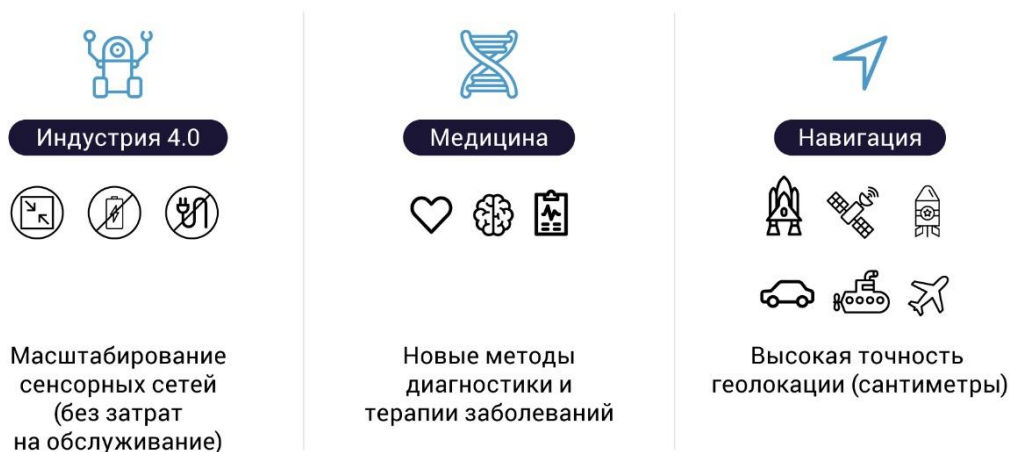 Индустрия 4.0
Масштабирование
сенсорных сетей
(без затрат
на обслуживание)
Медицина
Новые методы
диагностики и
терапии заболеваний
Навигация
Высокая точность
геолокации (сантиметры)